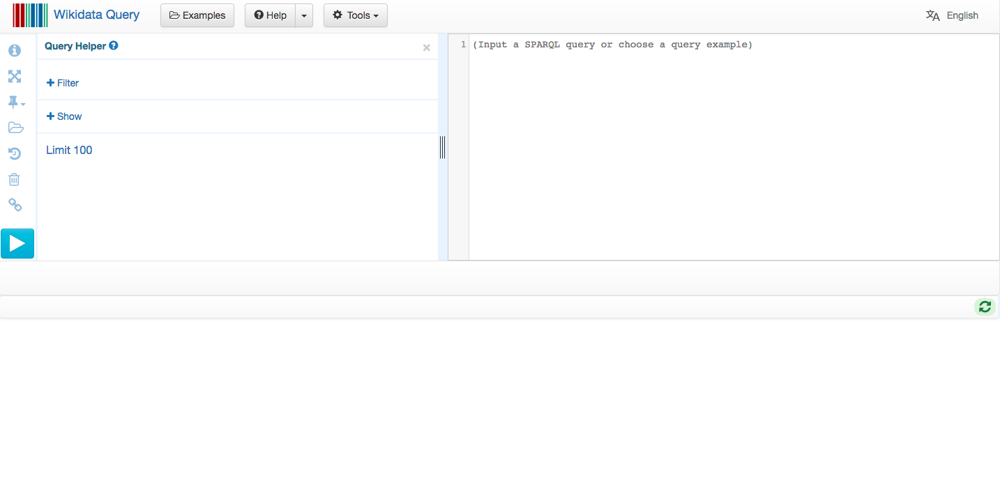 Wikidata Query Examples Help Tools English
Query Helper
1 (Input a SPARQL query or choose a query example)
Filter
Show
Limit 100